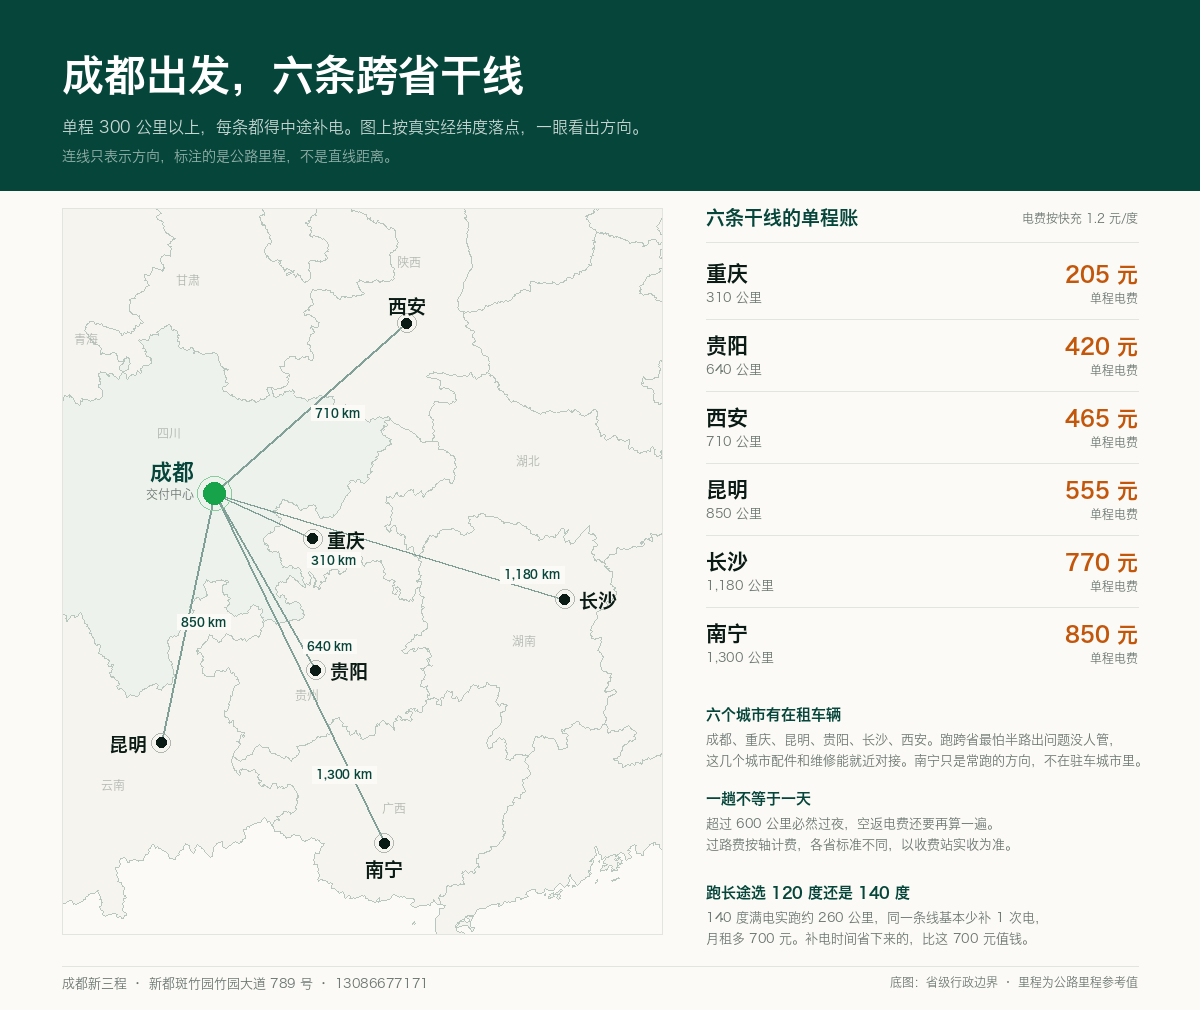 成都出发，六条跨省干线
单程 300 公里以上，每条都得中途补电。图上按真实经纬度落点，一眼看出方向。
连线只表示方向，标注的是公路里程，不是直线距离。
陕西
甘肃
西安
青海
710 km
四川
湖北
成都
交付中心
重庆
310 km
1,180 km
长沙
850 km
湖南
640 km
贵阳
贵州
昆明
1,300 km
云南
广西
南宁
六条干线的单程账
电费按快充 1.2 元/度
重庆
205 元
310 公里
单程电费
贵阳
420 元
640 公里
单程电费
西安
465 元
710 公里
单程电费
昆明
555 元
850 公里
单程电费
长沙
770 元
1,180 公里
单程电费
南宁
850 元
1,300 公里
单程电费
六个城市有在租车辆
成都、重庆、昆明、贵阳、长沙、西安。跑跨省最怕半路出问题没人管，
这几个城市配件和维修能就近对接。南宁只是常跑的方向，不在驻车城市里。
一趟不等于一天
超过 600 公里必然过夜，空返电费还要再算一遍。
过路费按轴计费，各省标准不同，以收费站实收为准。
跑长途选 120 度还是 140 度
140 度满电实跑约 260 公里，同一条线基本少补 1 次电，
月租多 700 元。补电时间省下来的，比这 700 元值钱。
成都新三程 · 新都斑竹园竹园大道 789 号 · 13086677171
底图：省级行政边界 · 里程为公路里程参考值